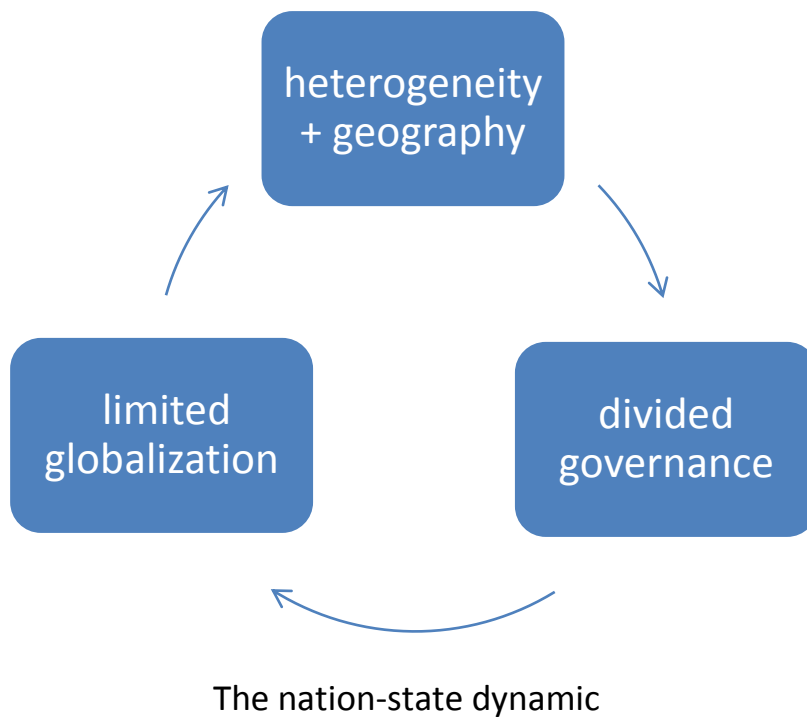 heterogeneity
+ geography
limited
globalization
divided
governance
The nation-state dynamic